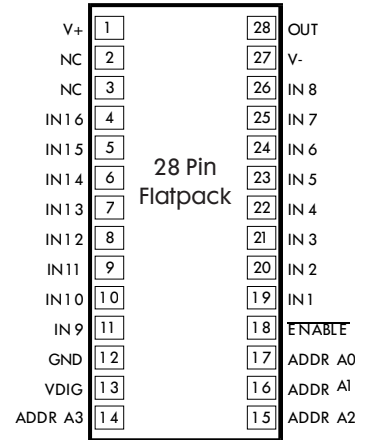 V+ 1 28 OUT
NC 2 27 V-
NC 3 26 IN 8
IN16 4 25 IN 7
IN15 5 24 IN 6
IN14 6 23 IN 5
28 Pin
Flatpack
IN13 7 22 IN 4
IN12 8 21 IN 3
IN11 9 20 IN 2
IN10 10 19 IN1
IN 9 11 18 ENABLE
GND 12 17 ADDR A0
VDIG 13 16 ADDR A1
ADDR A3 14 15 ADDR A2